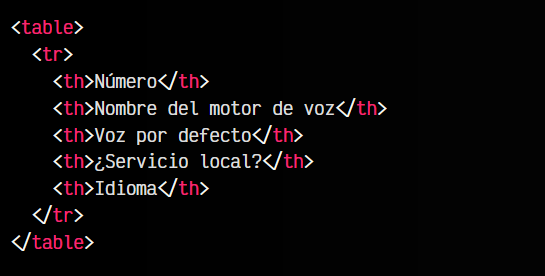 <table>
<tr>
<th>Número</th>
<th>Nombre del motor de voz</th>
<th>Voz por defecto</th>
<th>¿Servicio local?</th>
<th>Idioma</th>
</tr>
</table>